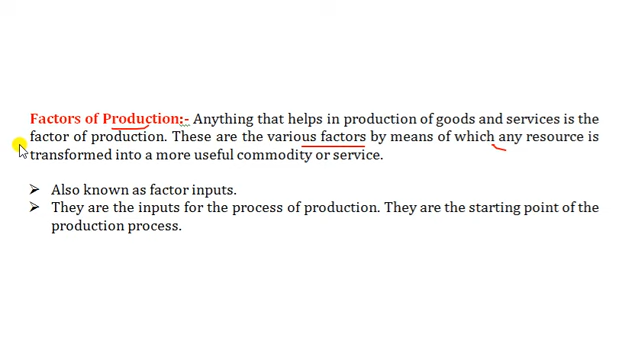 Factors of Production:- Anything that helps in production of goods and services is the
factor of production. These are the various factors by means of which any resource is
transformed into a more useful commodity or service.
➢ Also known as factor inputs.
➢ They are the inputs for the process of production. They are the starting point of the
production process.